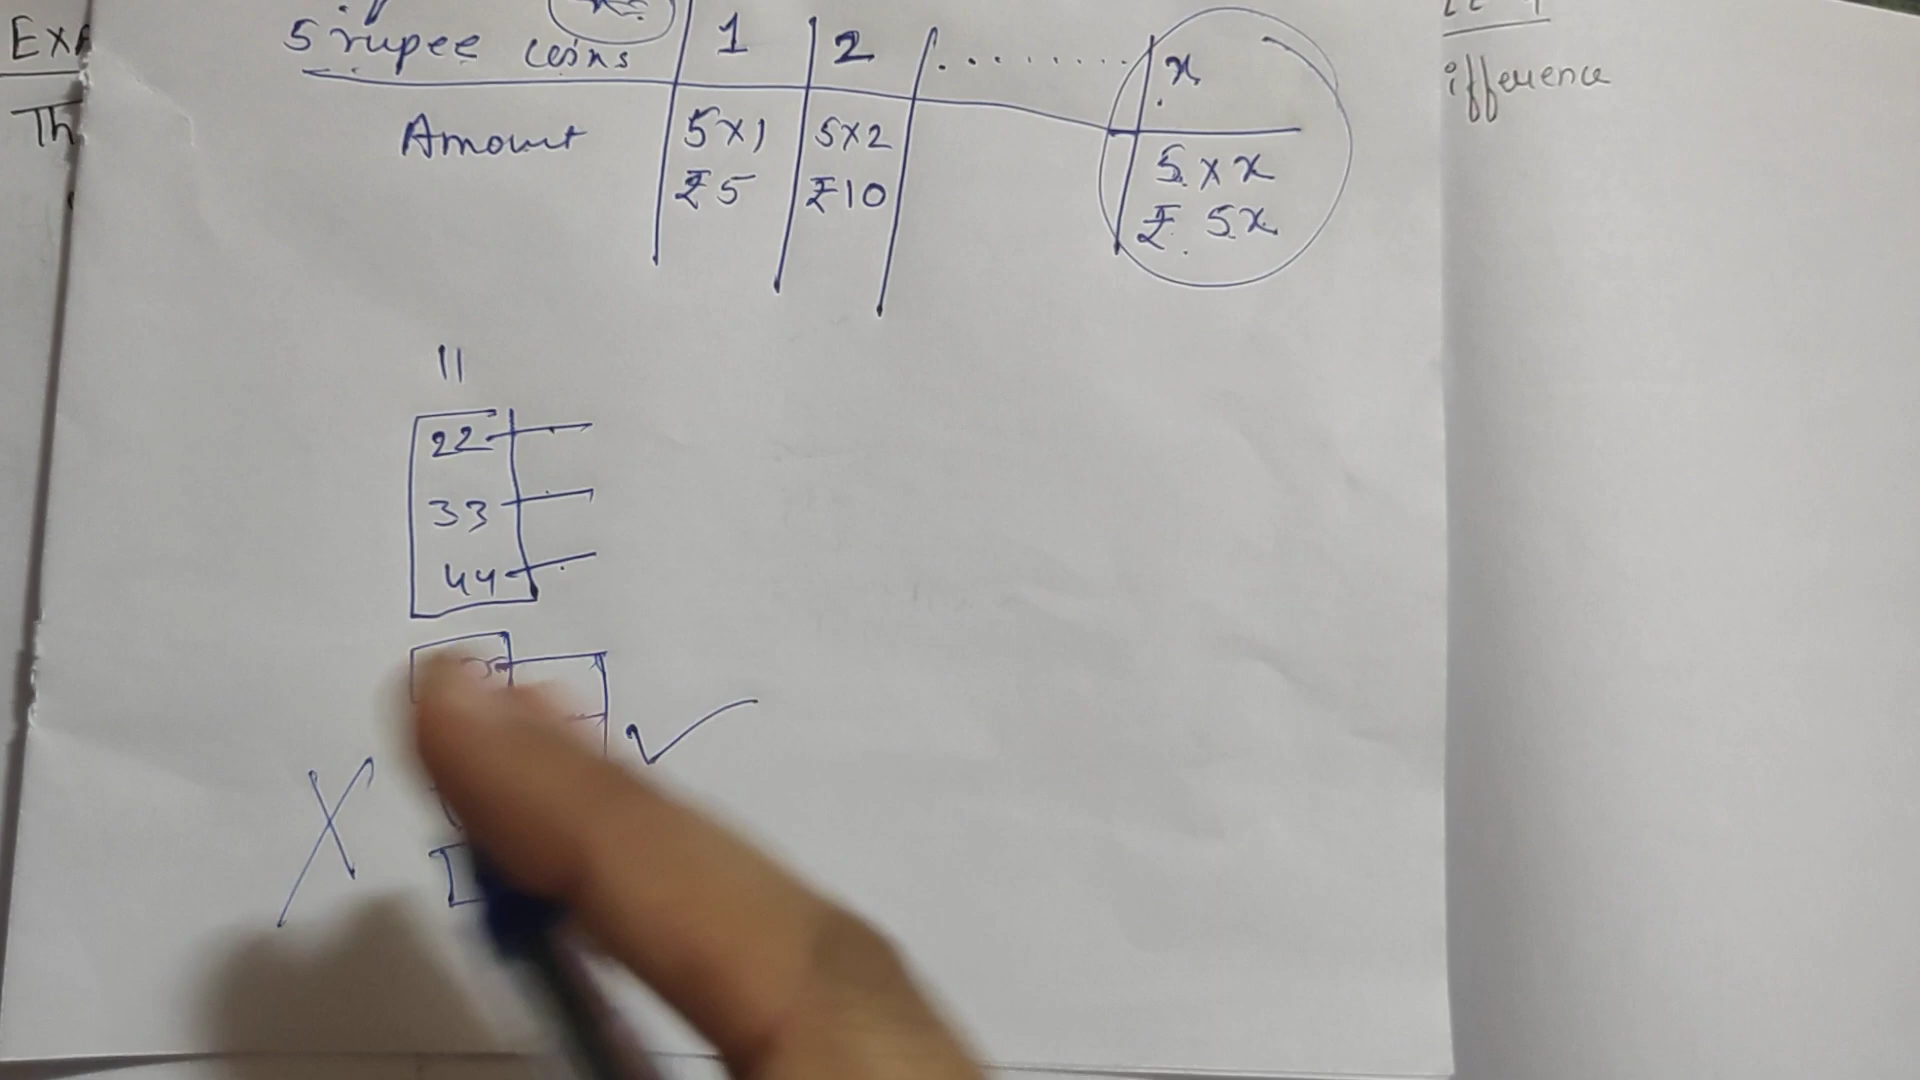 5 rupee coins 1 2 ........ x
Amount 5×1 5×2 5 × x
₹5 ₹10 ₹ 5x
11
22
33
44
Exa
Th
ifference